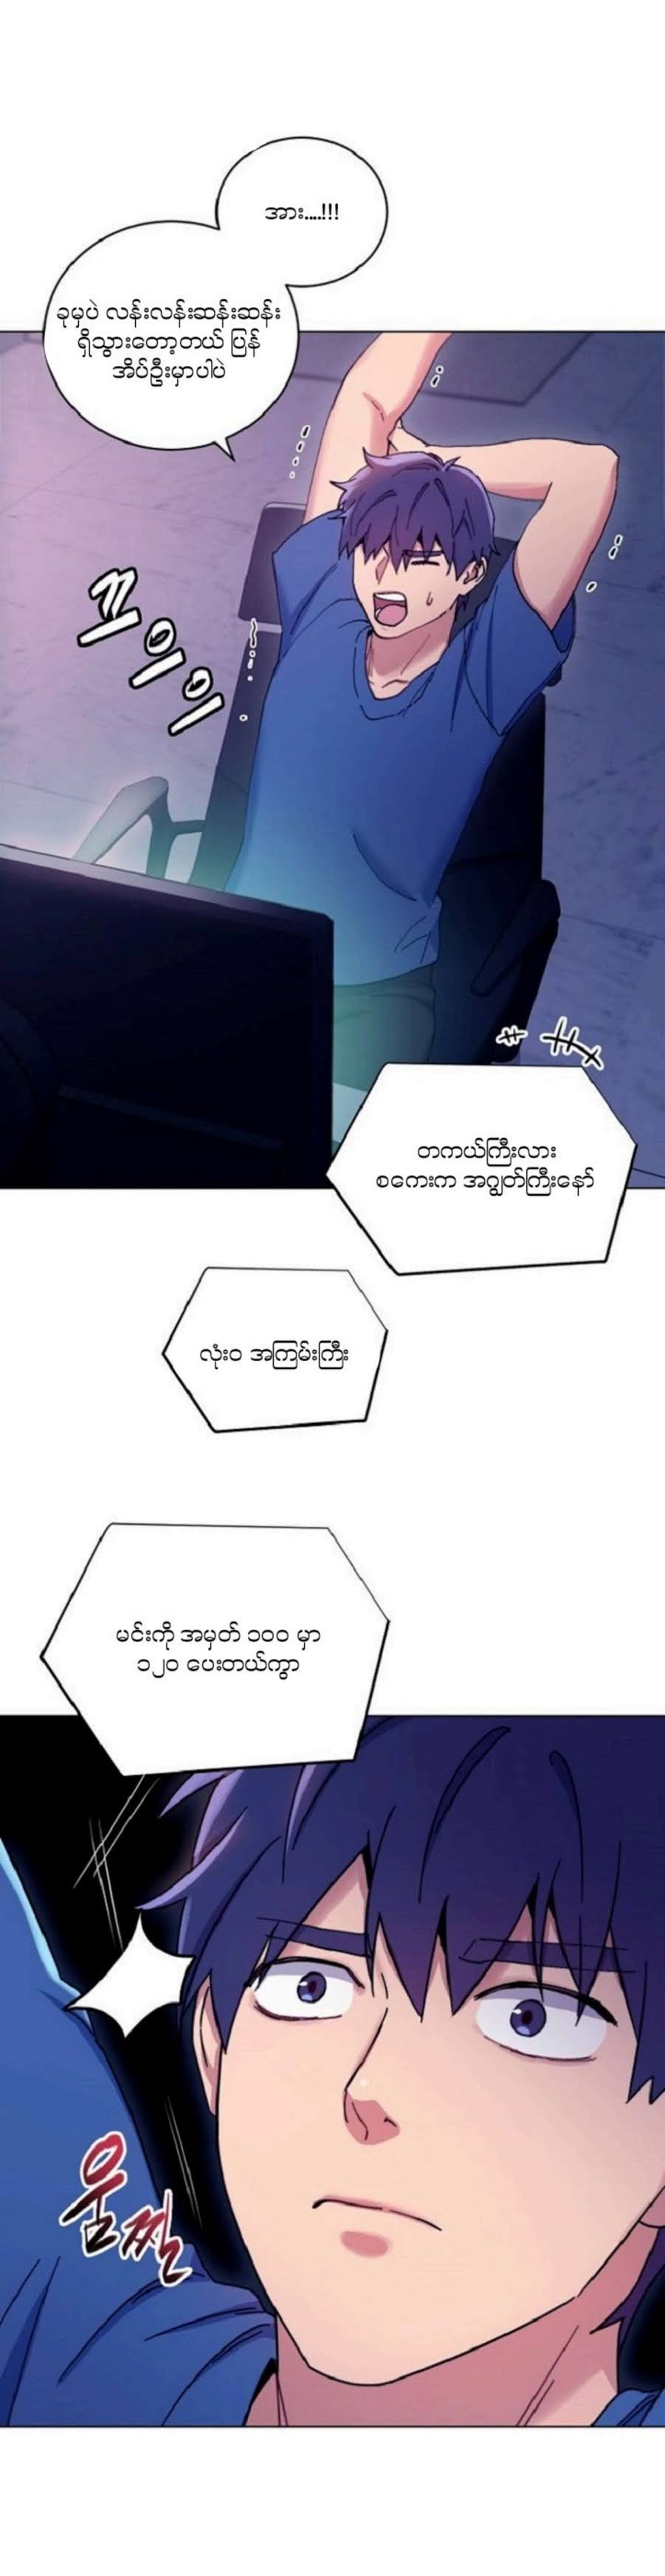 အား....!!!
ခုမှပဲ လန်းလန်းဆန်းဆန်း
ရှိသွားတော့တယ် ပြန်
အိပ်ဦးမှာပါပဲ
끄으으
တကယ်ကြီးလား
စကေးက အဂျွတ်ကြီးနော်
လုံးဝ အကြမ်းကြီး
မင်းကို အမှတ် ၁၀၀ မှာ
၁၂၀ ပေးတယ်ကွာ
움찔